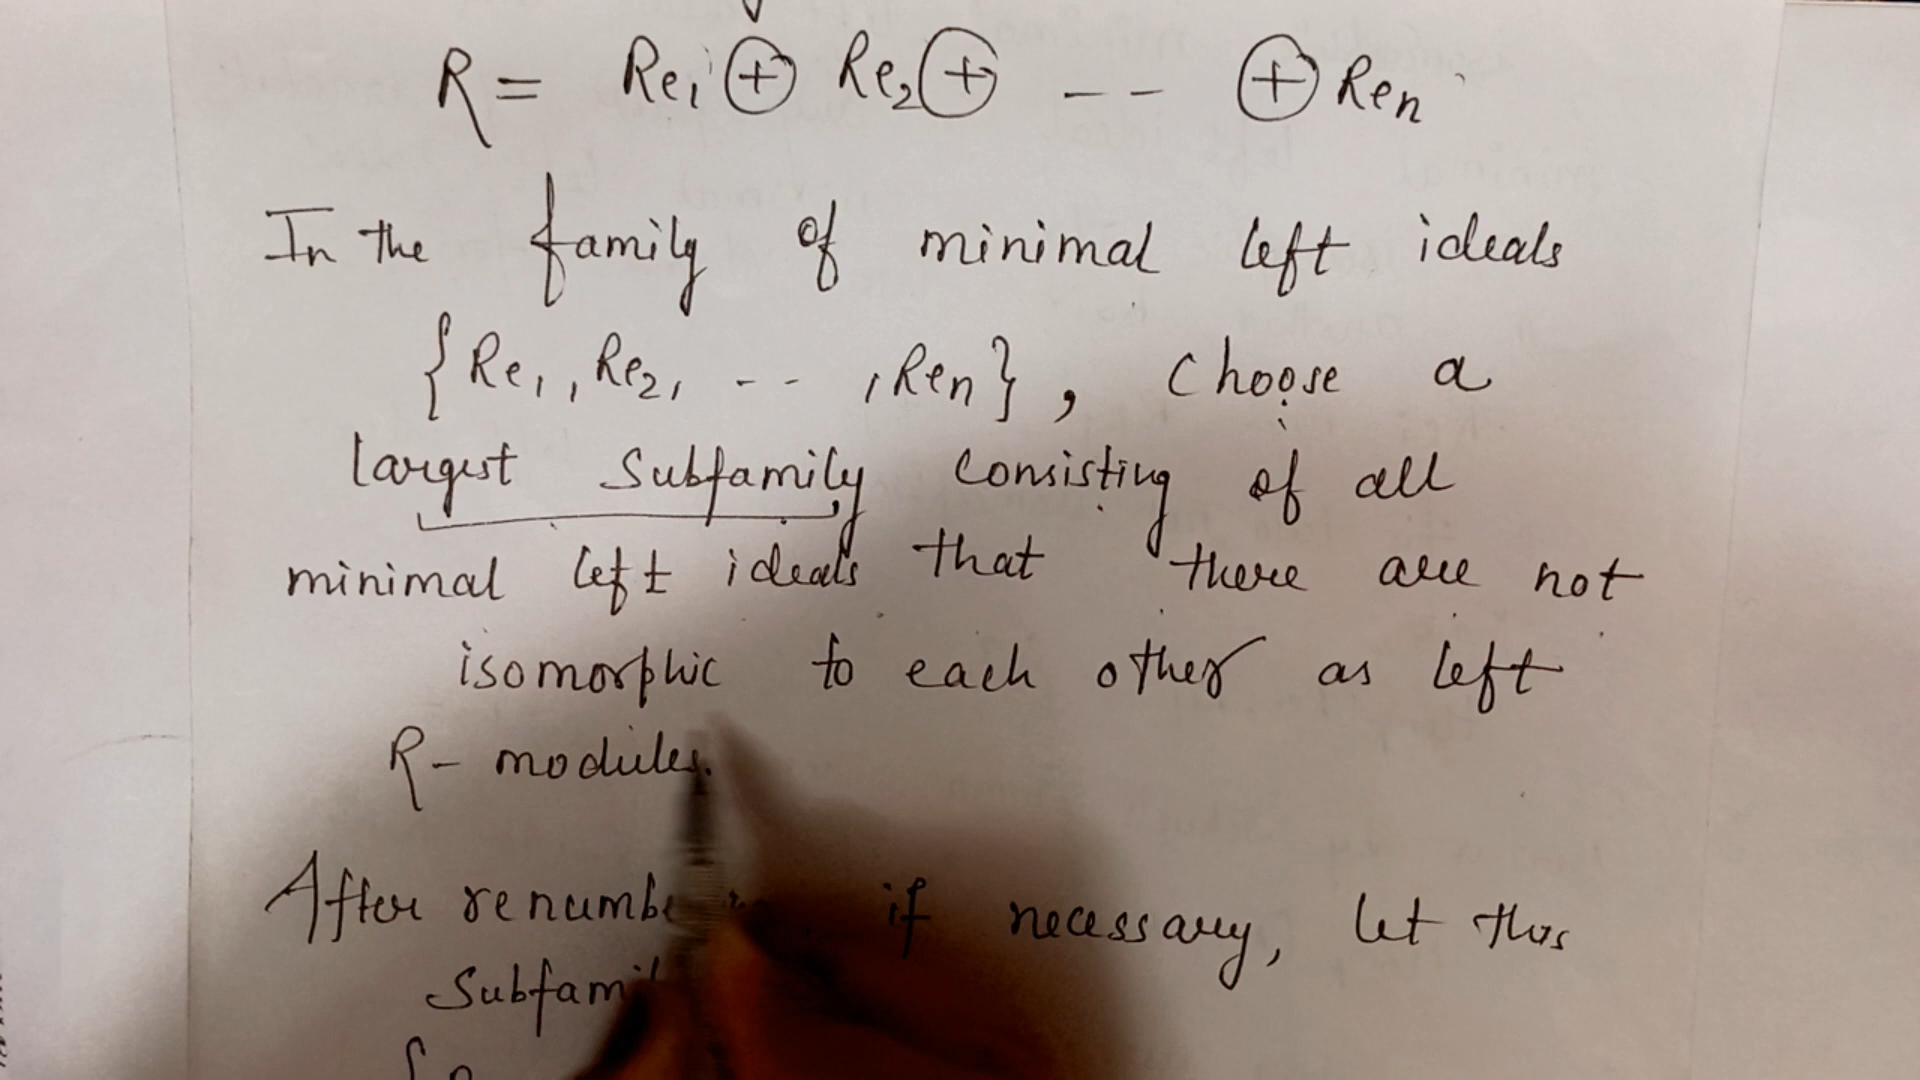 R = Re₁ ⊕ Re₂ ⊕ -- ⊕ Ren
In the family of minimal left ideals
{Re₁, Re₂, -- , Ren}, Choose a
largest Subfamily Consisting of all
minimal left ideals that there are not
isomorphic to each other as left
R- modules.
After if necessary, let this